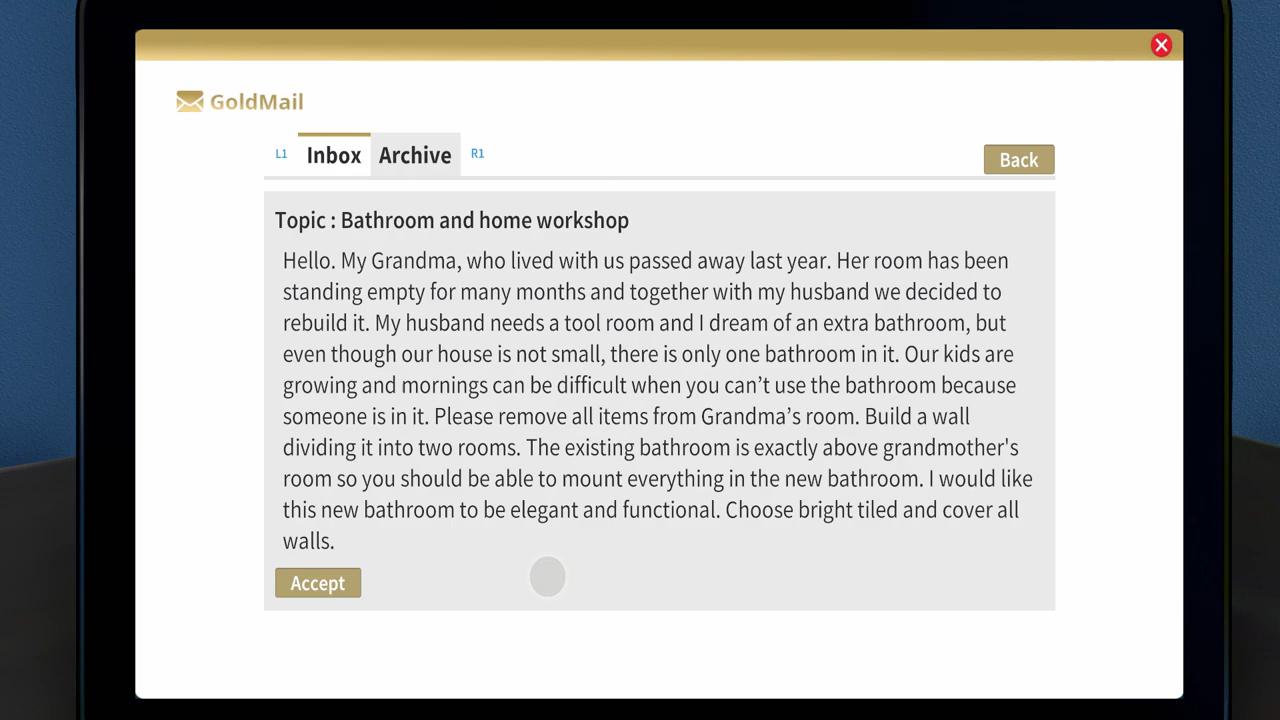 GoldMail
L1 Inbox Archive R1
Back
Topic : Bathroom and home workshop
Hello. My Grandma, who lived with us passed away last year. Her room has been
standing empty for many months and together with my husband we decided to
rebuild it. My husband needs a tool room and I dream of an extra bathroom, but
even though our house is not small, there is only one bathroom in it. Our kids are
growing and mornings can be difficult when you can’t use the bathroom because
someone is in it. Please remove all items from Grandma’s room. Build a wall
dividing it into two rooms. The existing bathroom is exactly above grandmother's
room so you should be able to mount everything in the new bathroom. I would like
this new bathroom to be elegant and functional. Choose bright tiled and cover all
walls.
Accept